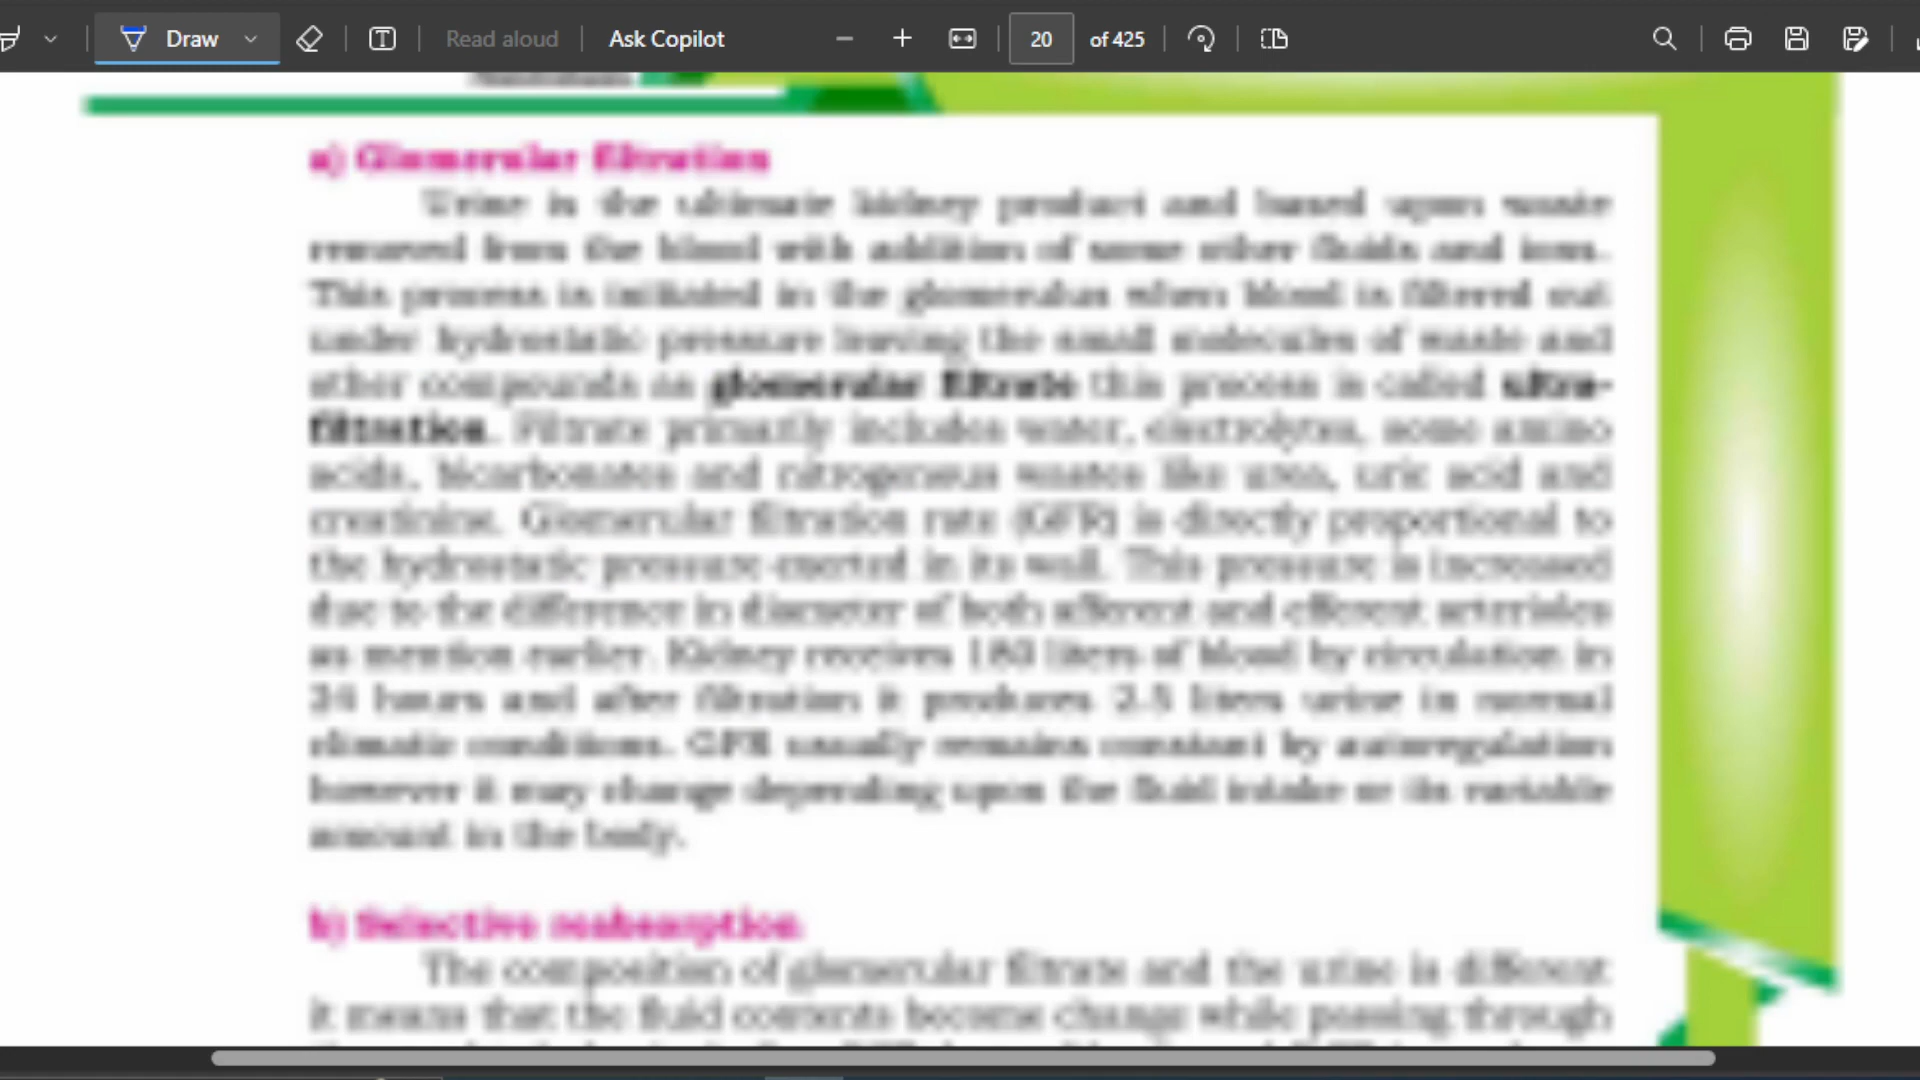 Draw
Read aloud
Ask Copilot
20
of 425
a) Glomerular filtration
Urine is the ultimate kidney product and based upon waste
removed from the blood with addition of some other fluids and ions.
This process is initiated in the glomerulus when blood is filtered out
under hydrostatic pressure leaving the small molecules of waste and
other compounds as glomerular filtrate this process is called ultra-
filtration. Filtrate primarily includes water, electrolytes, some amino
acids, bicarbonates and nitrogenous wastes like urea, uric acid and
creatinine. Glomerular filtration rate (GFR) is directly proportional to
the hydrostatic pressure exerted in its wall. This pressure is increased
due to the difference in diameter of both afferent and efferent arterioles
as mention earlier. Kidney receives 180 liters of blood by circulation in
24 hours and after filtration it produces 2.5 liters urine in normal
climatic conditions. GFR usually remains constant by autoregulation
however it may change depending upon the fluid intake or its variable
amount in the body.
b) Selective reabsorption
The composition of glomerular filtrate and the urine is different
it means that the fluid contents become change while passing through